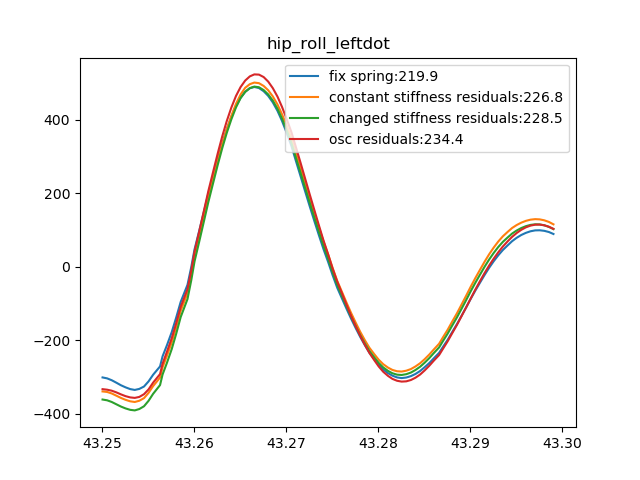 hip_roll_leftdot
fix spring:219.9
constant stiffness residuals:226.8
changed stiffness residuals:228.5
osc residuals:234.4
400
200
0
−200
−400
43.25 43.26 43.27 43.28 43.29 43.30